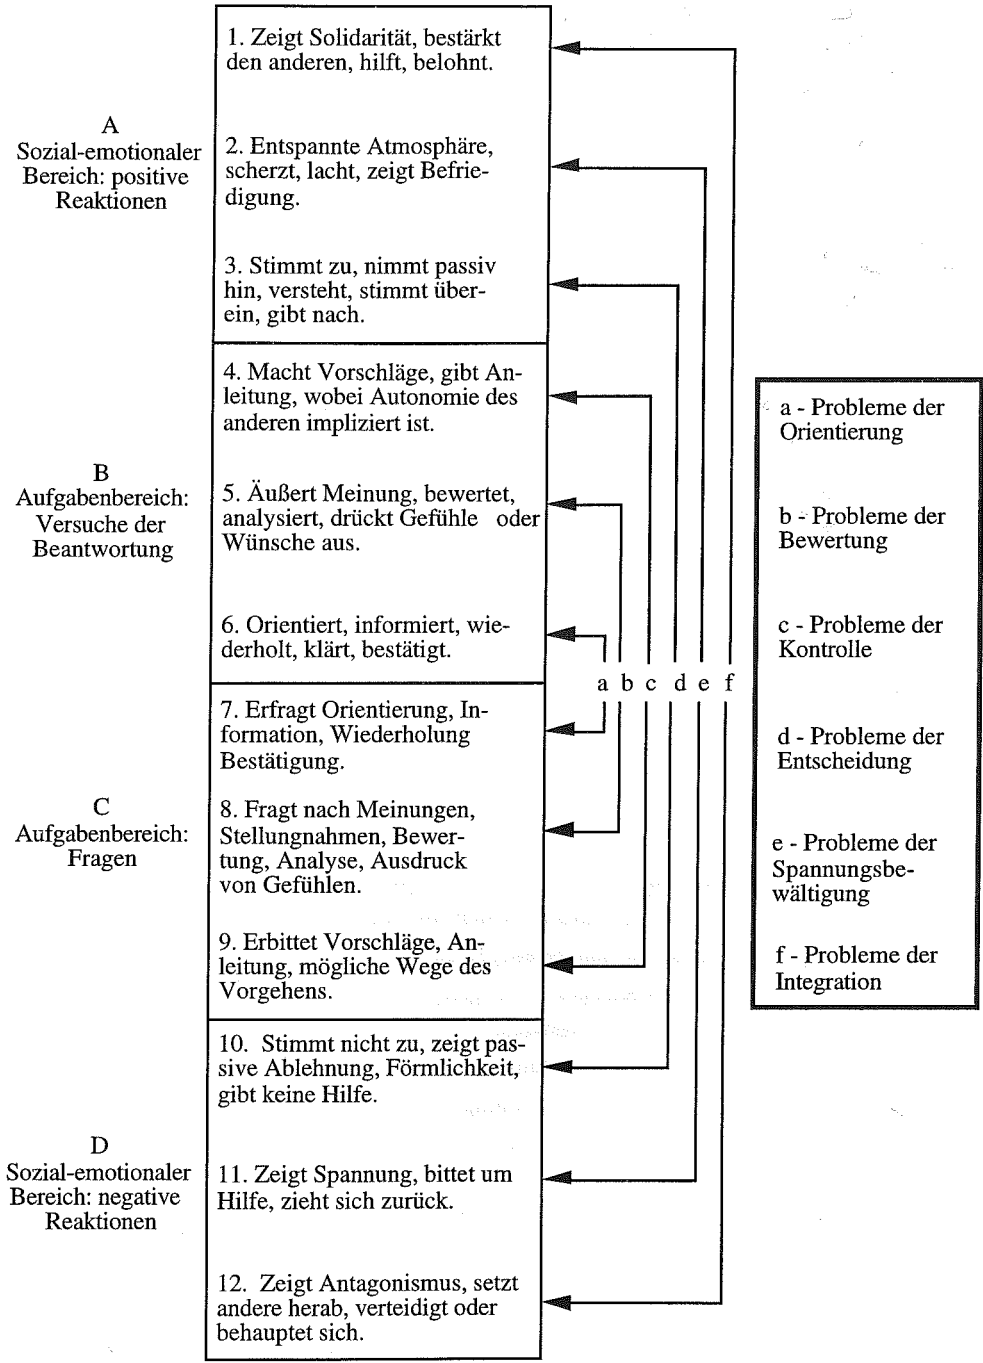 1. Zeigt Solidarität, bestärkt
den anderen, hilft, belohnt.
A
Sozial-emotionaler
Bereich: positive
Reaktionen
2. Entspannte Atmosphäre,
scherzt, lacht, zeigt Befrie-
digung.
3. Stimmt zu, nimmt passiv
hin, versteht, stimmt über-
ein, gibt nach.
B
Aufgabenbereich:
Versuche der
Beantwortung
4. Macht Vorschläge, gibt An-
leitung, wobei Autonomie des
anderen impliziert ist.
5. Äußert Meinung, bewertet,
analysiert, drückt Gefühle oder
Wünsche aus.
6. Orientiert, informiert, wie-
derholt, klärt, bestätigt.
a b c d e f
C
Aufgabenbereich:
Fragen
7. Erfragt Orientierung, In-
formation, Wiederholung
Bestätigung.
8. Fragt nach Meinungen,
Stellungnahmen, Bewer-
tung, Analyse, Ausdruck
von Gefühlen.
9. Erbittet Vorschläge, An-
leitung, mögliche Wege des
Vorgehens.
D
Sozial-emotionaler
Bereich: negative
Reaktionen
10. Stimmt nicht zu, zeigt pas-
sive Ablehnung, Förmlichkeit,
gibt keine Hilfe.
11. Zeigt Spannung, bittet um
Hilfe, zieht sich zurück.
12. Zeigt Antagonismus, setzt
andere herab, verteidigt oder
behauptet sich.
a - Probleme der
Orientierung
b - Probleme der
Bewertung
c - Probleme der
Kontrolle
d - Probleme der
Entscheidung
e - Probleme der
Spannungsbe-
wältigung
f - Probleme der
Integration